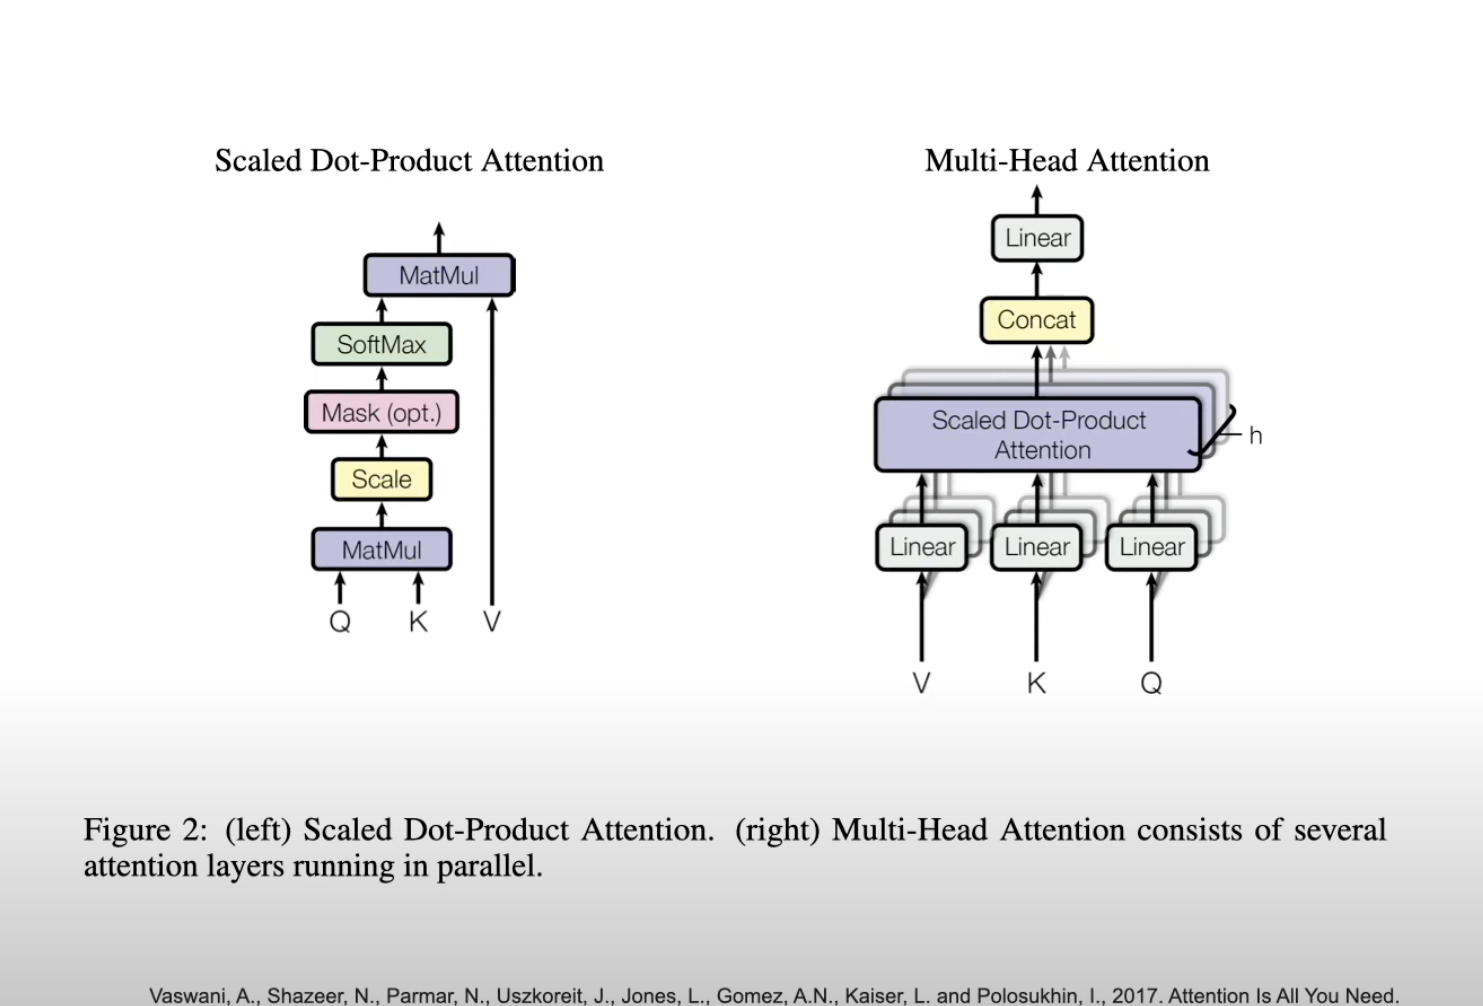 Scaled Dot-Product Attention
MatMul
SoftMax
Mask (opt.)
Scale
MatMul
Q K V
Multi-Head Attention
Linear
Concat
Scaled Dot-Product
Attention
h
Linear Linear Linear
V K Q
Figure 2: (left) Scaled Dot-Product Attention. (right) Multi-Head Attention consists of several
attention layers running in parallel.
Vaswani, A., Shazeer, N., Parmar, N., Uszkoreit, J., Jones, L., Gomez, A.N., Kaiser, L. and Polosukhin, I., 2017. Attention Is All You Need.